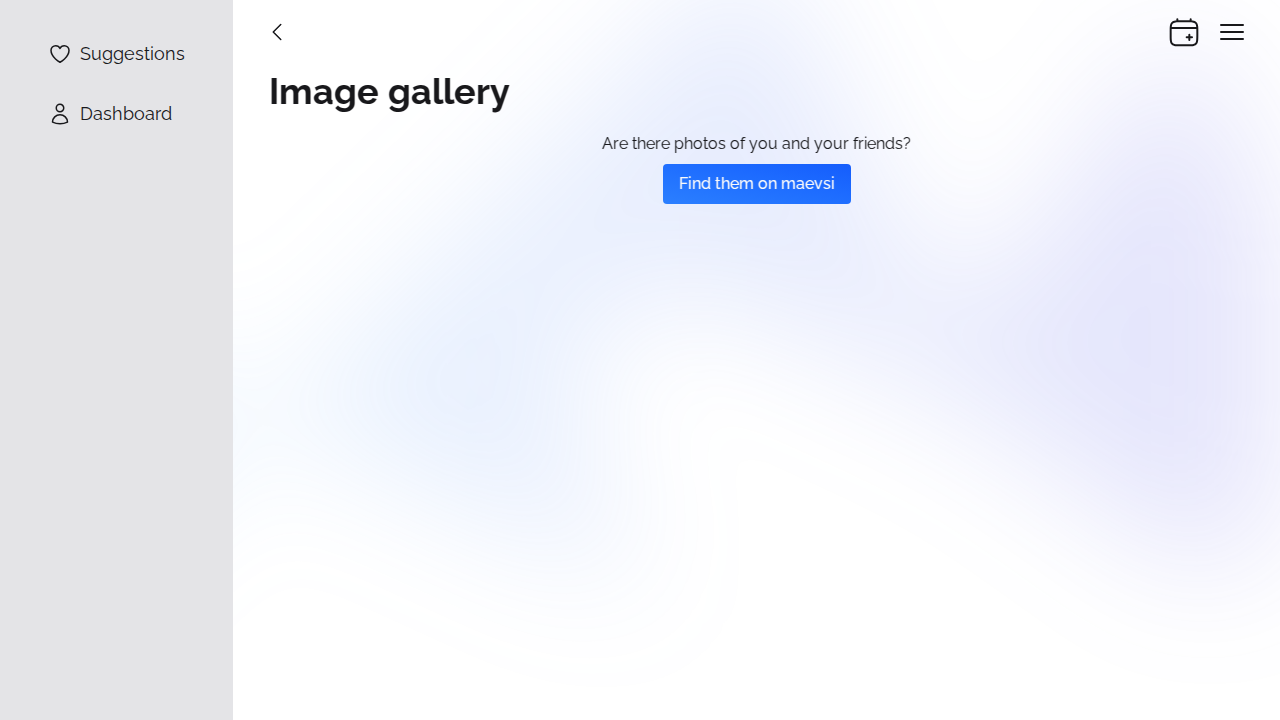 Suggestions
Dashboard
Image gallery
Are there photos of you and your friends?
Find them on maevsi